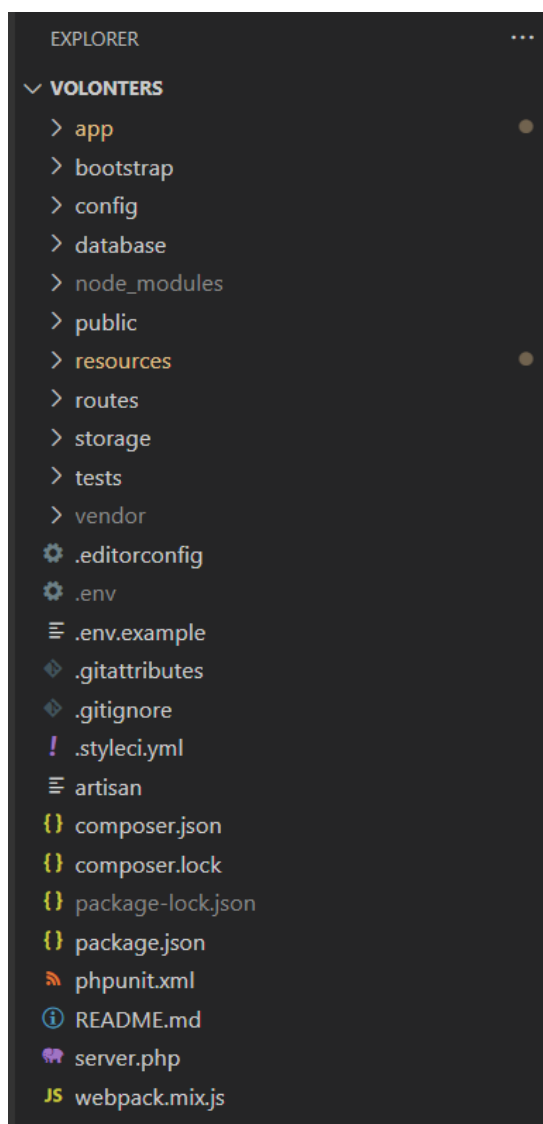 EXPLORER
VOLONTERS
app
bootstrap
config
database
node_modules
public
resources
routes
storage
tests
vendor
.editorconfig
.env
.env.example
.gitattributes
.gitignore
.styleci.yml
artisan
composer.json
composer.lock
package-lock.json
package.json
phpunit.xml
README.md
server.php
JS webpack.mix.js